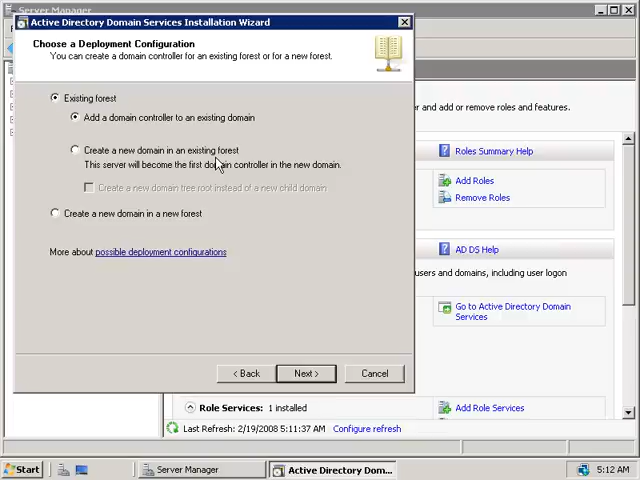 Server Manager
Active Directory Domain Services Installation Wizard
Choose a Deployment Configuration
You can create a domain controller for an existing forest or for a new forest.
Existing forest
Add a domain controller to an existing domain
Create a new domain in an existing forest
This server will become the first domain controller in the new domain.
Create a new domain tree root instead of a new child domain
Create a new domain in a new forest
More about possible deployment configurations
< Back
Next >
Cancel
er and add or remove roles and features.
Roles Summary Help
Add Roles
Remove Roles
AD DS Help
users and domains, including user logon
Go to Active Directory Domain
Services
Role Services: 1 installed
Add Role Services
Last Refresh: 2/19/2008 5:11:37 AM
Configure refresh
Start
Server Manager
Active Directory Dom...
5:12 AM